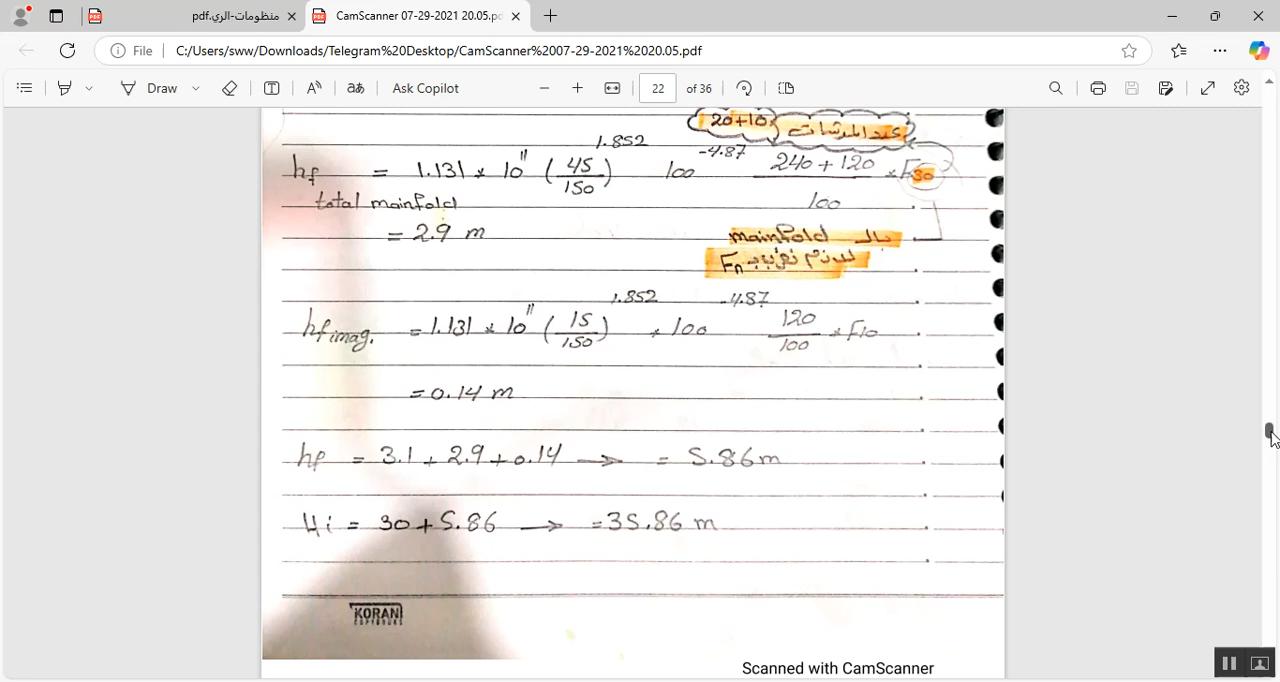 منظومات-الري.pdf
CamScanner 07-29-2021 20.05.pd
File C:/Users/sww/Downloads/Telegram%20Desktop/CamScanner%2007-29-2021%2020.05.pdf
Draw Ask Copilot 22 of 36
عدد المرشات 20+10
hf = 1.131 * 10^11 (45/150)^1.852 100^-4.87 240+120/100 * F30
total mainfold
= 2.9 m
بال mainfold
Fn
hf imag. = 1.131 * 10^11 (15/150)^1.852 * 100^-4.87 120/100 * F10
= 0.14 m
hf = 3.1 + 2.9 + 0.14 → = 5.86 m
Hi = 30 + 5.86 → = 35.86 m
KORAN
Scanned with CamScanner